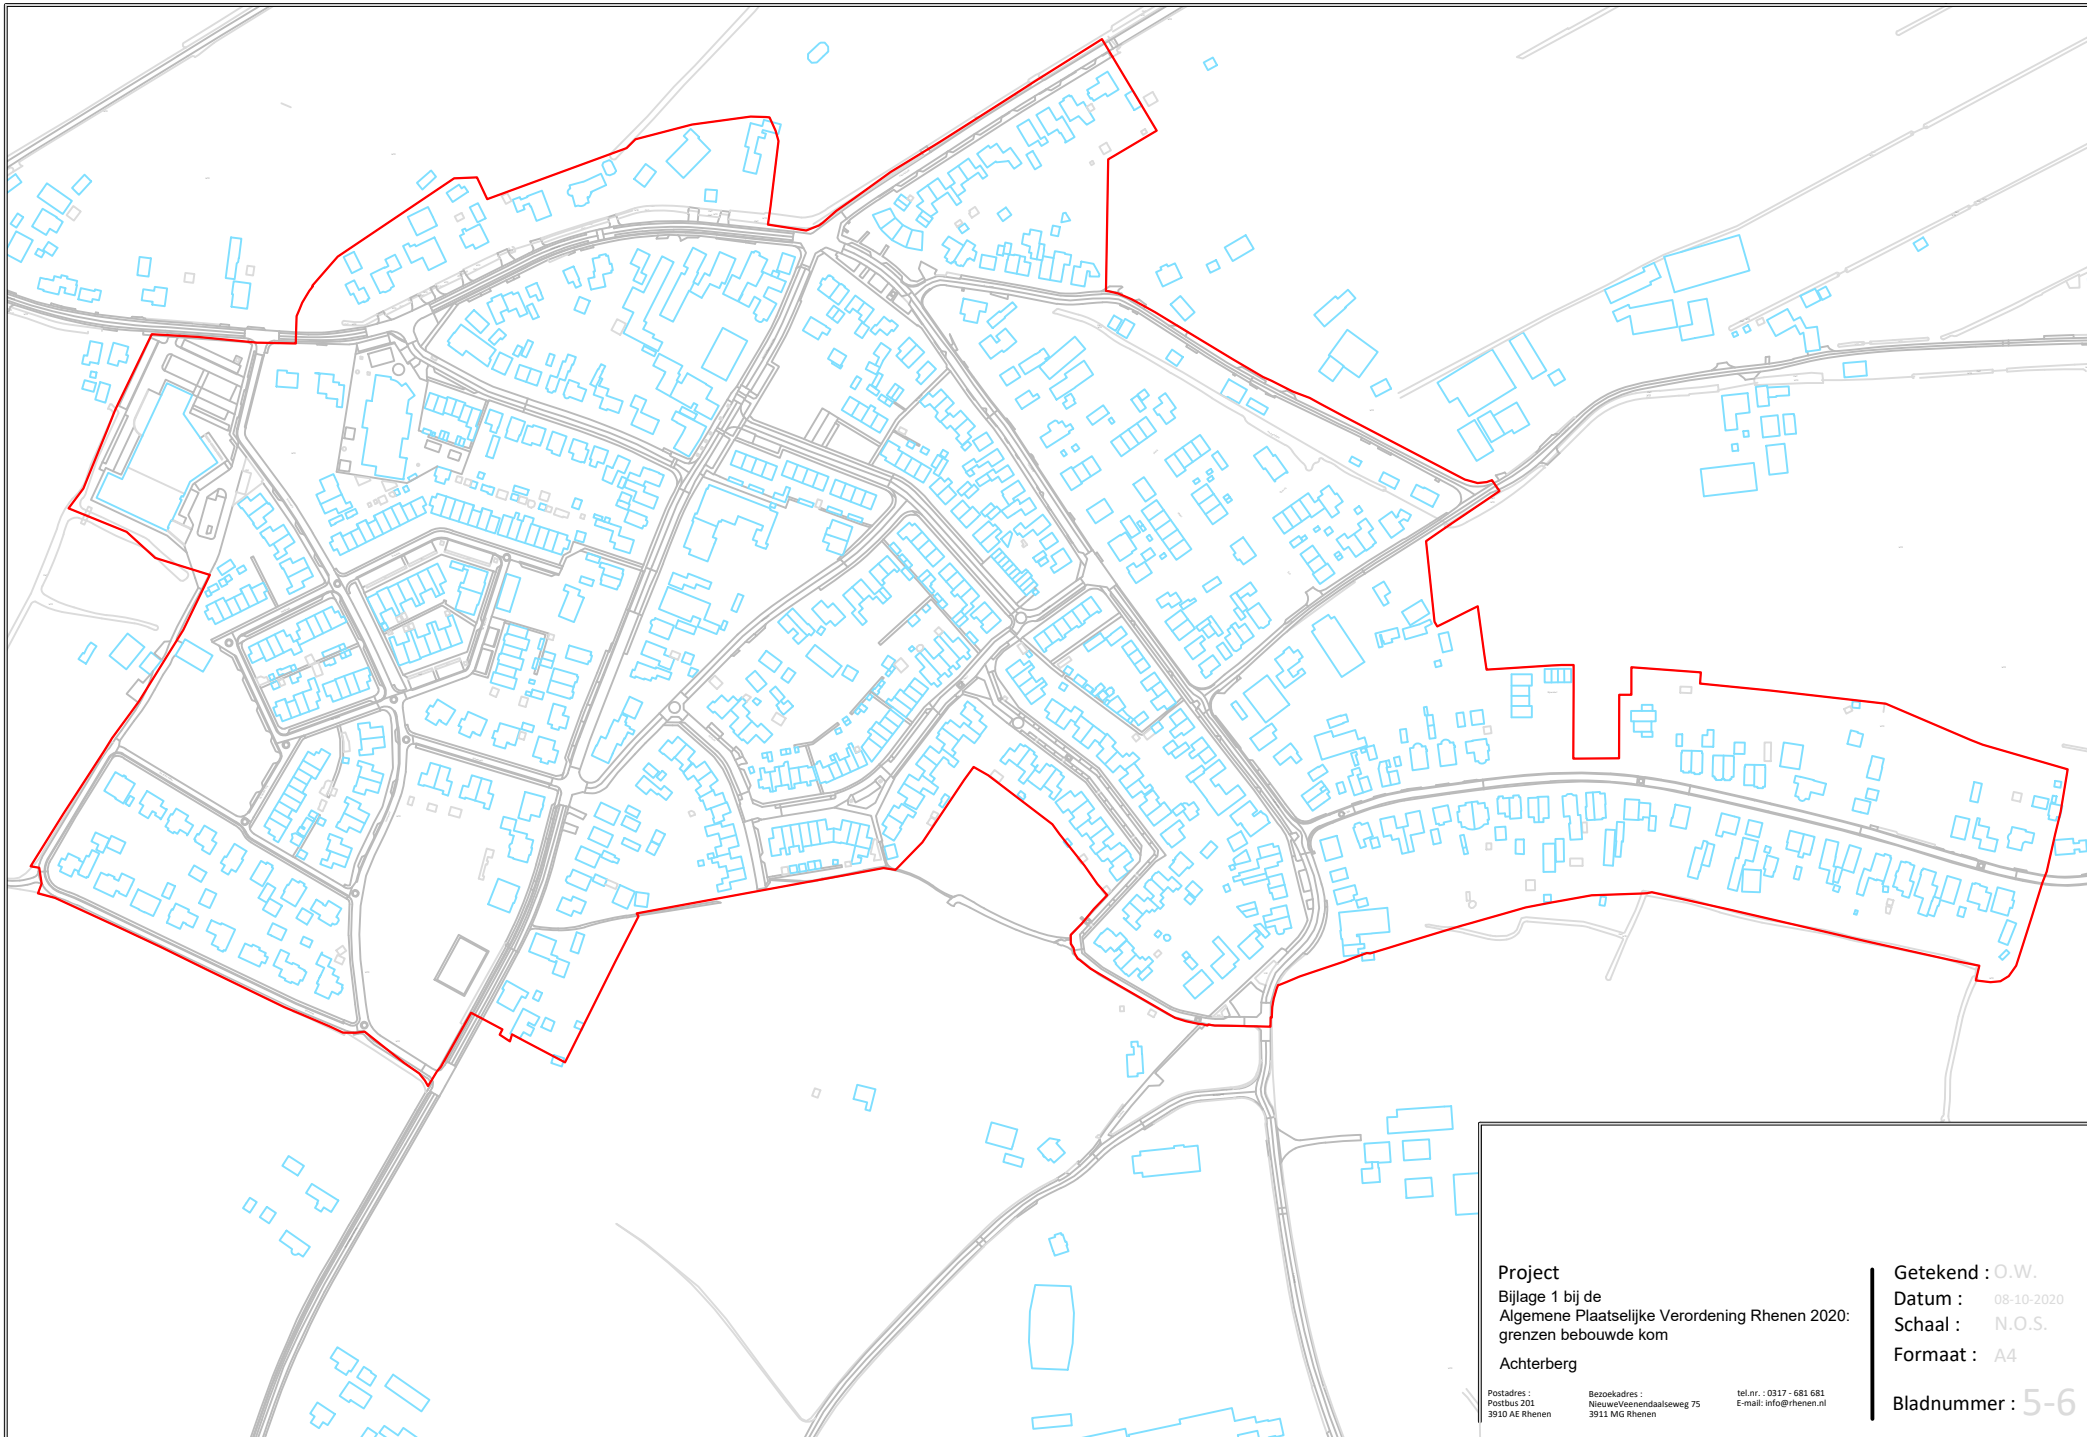 Project
Bijlage 1 bij de
Algemene Plaatselijke Verordening Rhenen 2020:
grenzen bebouwde kom
Achterberg
Postadres :
Postbus 201
3910 AE Rhenen
Bezoekadres :
NieuweVeenendaalseweg 75
3911 MG Rhenen
tel.nr. : 0317 - 681 681
E-mail: info@rhenen.nl
Getekend : O.W.
Datum : 08-10-2020
Schaal : N.O.S.
Formaat : A4
Bladnummer : 5-6